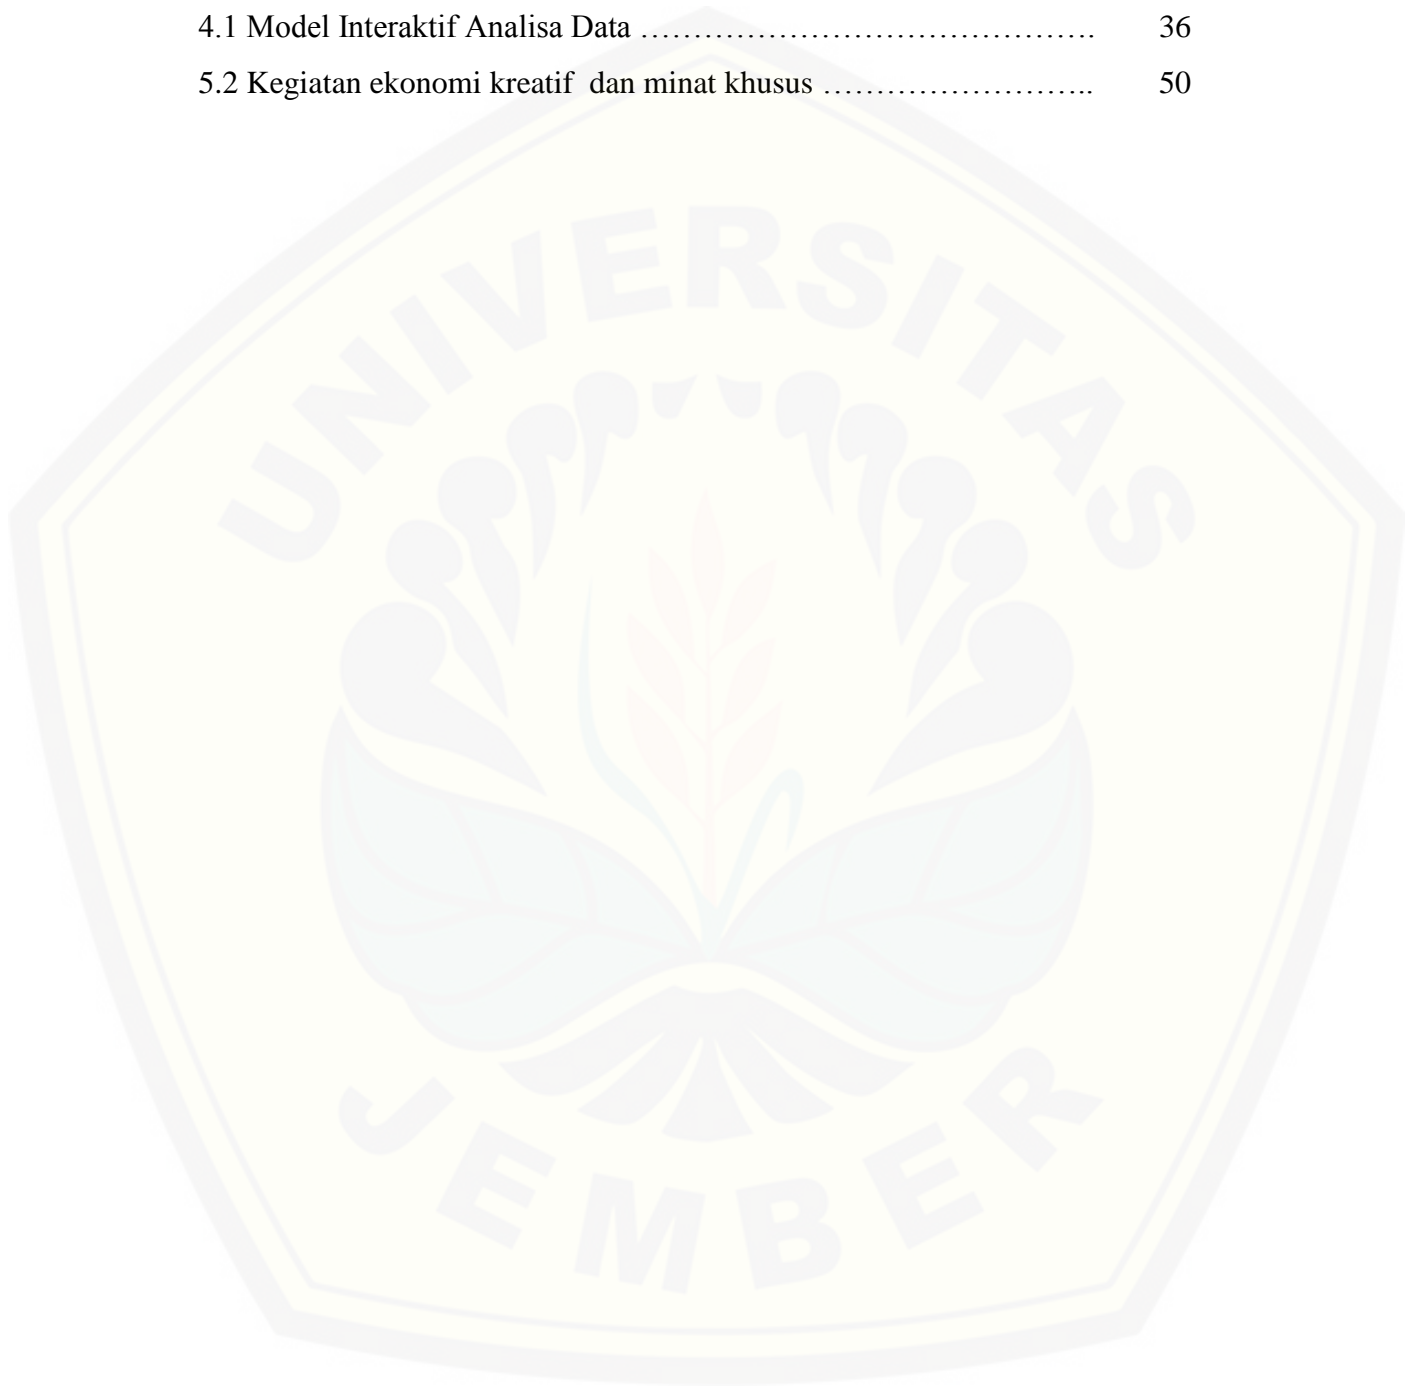 4.1 Model Interaktif Analisa Data ……………………………………. 36
5.2 Kegiatan ekonomi kreatif  dan minat khusus …………………….. 50
UNIVERSITAS
JEMBER